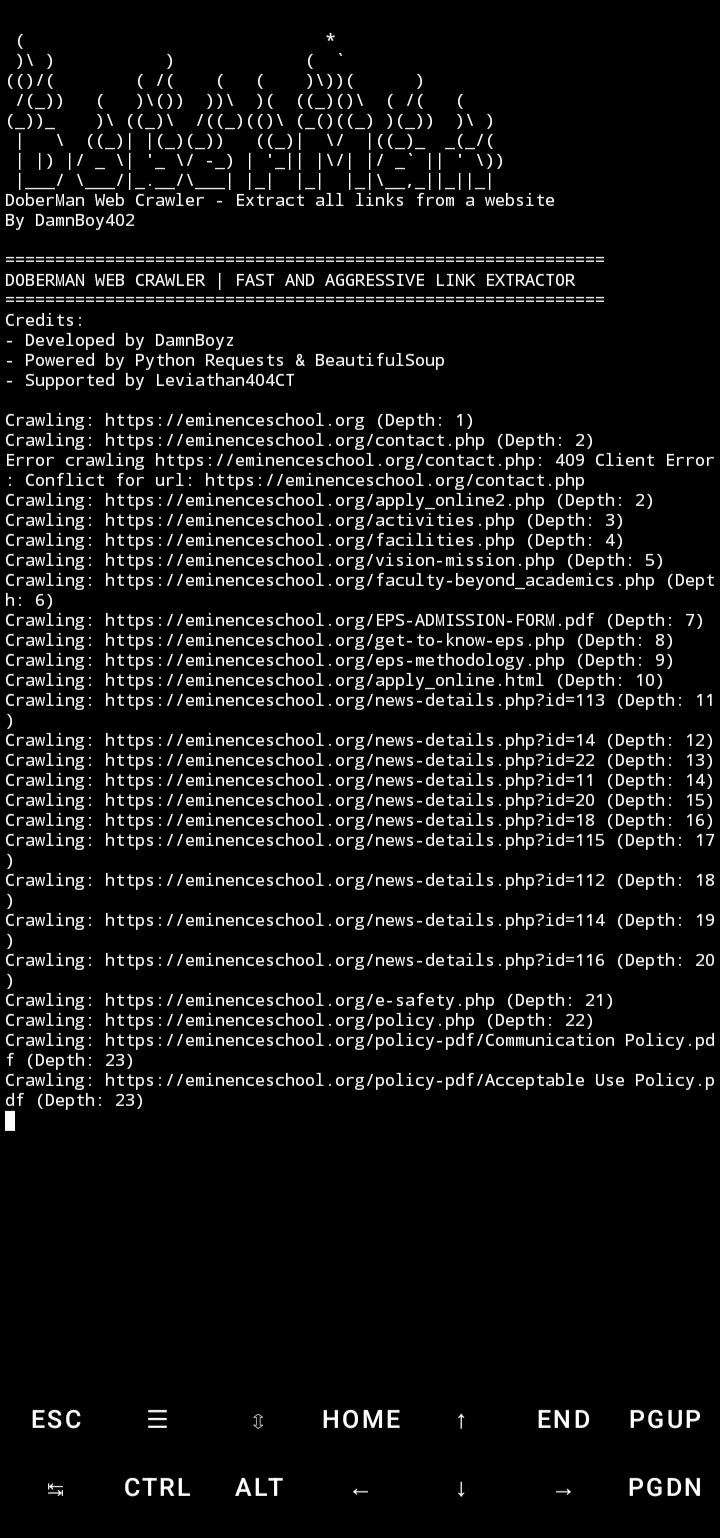 DoberMan Web Crawler - Extract all links from a website
By DamnBoy402
============================================================
DOBERMAN WEB CRAWLER | FAST AND AGGRESSIVE LINK EXTRACTOR
============================================================
Credits:
- Developed by DamnBoyz
- Powered by Python Requests & BeautifulSoup
- Supported by Leviathan404CT
Crawling: https://eminenceschool.org (Depth: 1)
Crawling: https://eminenceschool.org/contact.php (Depth: 2)
Error crawling https://eminenceschool.org/contact.php: 409 Client Error
: Conflict for url: https://eminenceschool.org/contact.php
Crawling: https://eminenceschool.org/apply_online2.php (Depth: 2)
Crawling: https://eminenceschool.org/activities.php (Depth: 3)
Crawling: https://eminenceschool.org/facilities.php (Depth: 4)
Crawling: https://eminenceschool.org/vision-mission.php (Depth: 5)
Crawling: https://eminenceschool.org/faculty-beyond_academics.php (Dept
h: 6)
Crawling: https://eminenceschool.org/EPS-ADMISSION-FORM.pdf (Depth: 7)
Crawling: https://eminenceschool.org/get-to-know-eps.php (Depth: 8)
Crawling: https://eminenceschool.org/eps-methodology.php (Depth: 9)
Crawling: https://eminenceschool.org/apply_online.html (Depth: 10)
Crawling: https://eminenceschool.org/news-details.php?id=113 (Depth: 11
)
Crawling: https://eminenceschool.org/news-details.php?id=14 (Depth: 12)
Crawling: https://eminenceschool.org/news-details.php?id=22 (Depth: 13)
Crawling: https://eminenceschool.org/news-details.php?id=11 (Depth: 14)
Crawling: https://eminenceschool.org/news-details.php?id=20 (Depth: 15)
Crawling: https://eminenceschool.org/news-details.php?id=18 (Depth: 16)
Crawling: https://eminenceschool.org/news-details.php?id=115 (Depth: 17
)
Crawling: https://eminenceschool.org/news-details.php?id=112 (Depth: 18
)
Crawling: https://eminenceschool.org/news-details.php?id=114 (Depth: 19
)
Crawling: https://eminenceschool.org/news-details.php?id=116 (Depth: 20
)
Crawling: https://eminenceschool.org/e-safety.php (Depth: 21)
Crawling: https://eminenceschool.org/policy.php (Depth: 22)
Crawling: https://eminenceschool.org/policy-pdf/Communication Policy.pd
f (Depth: 23)
Crawling: https://eminenceschool.org/policy-pdf/Acceptable Use Policy.p
df (Depth: 23)
ESC ☰ ⇳ HOME ↑ END PGUP
↹ CTRL ALT ← ↓ → PGDN